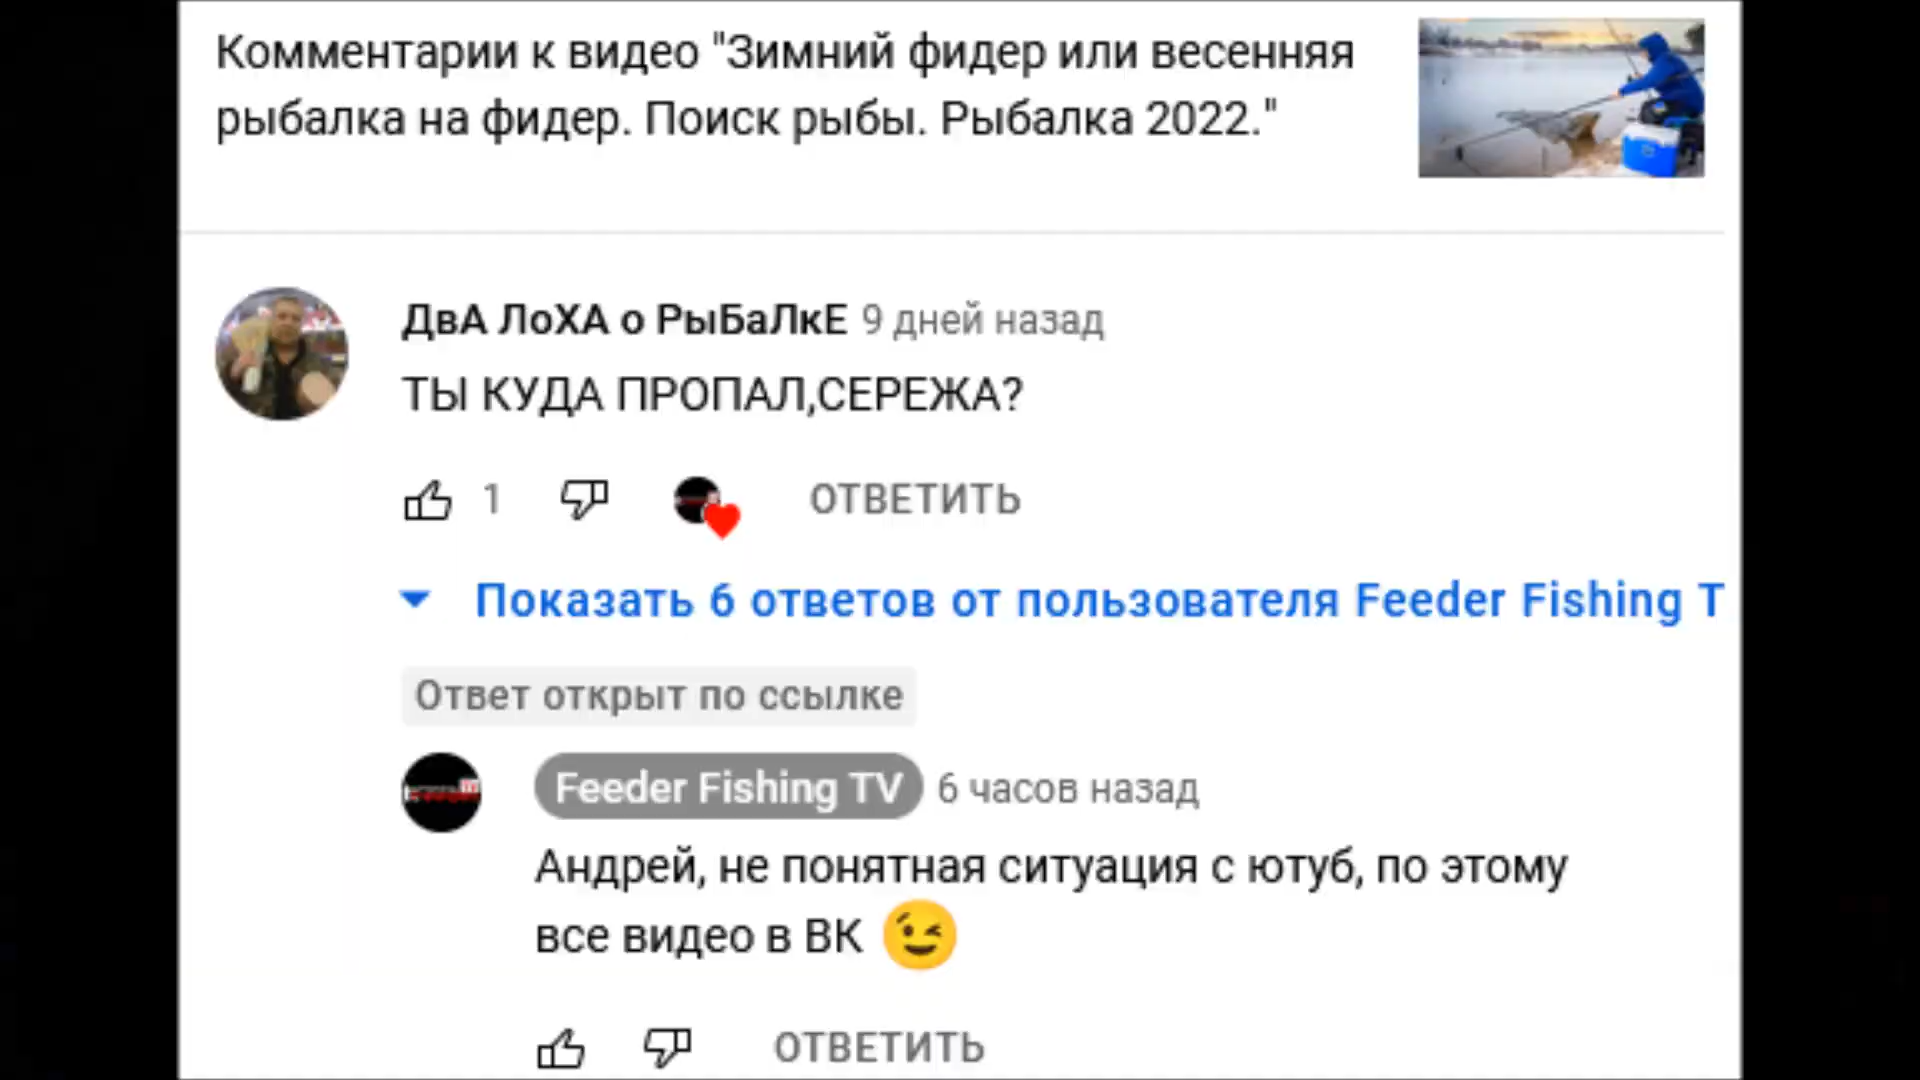 Комментарии к видео "Зимний фидер или весенняя
рыбалка на фидер. Поиск рыбы. Рыбалка 2022."
ДвА ЛоХА о РыБаЛкЕ 9 дней назад
ТЫ КУДА ПРОПАЛ,СЕРЕЖА?
1 ОТВЕТИТЬ
Показать 6 ответов от пользователя Feeder Fishing T
Ответ открыт по ссылке
Feeder Fishing TV 6 часов назад
Андрей, не понятная ситуация с ютуб, по этому
все видео в ВК
ОТВЕТИТЬ